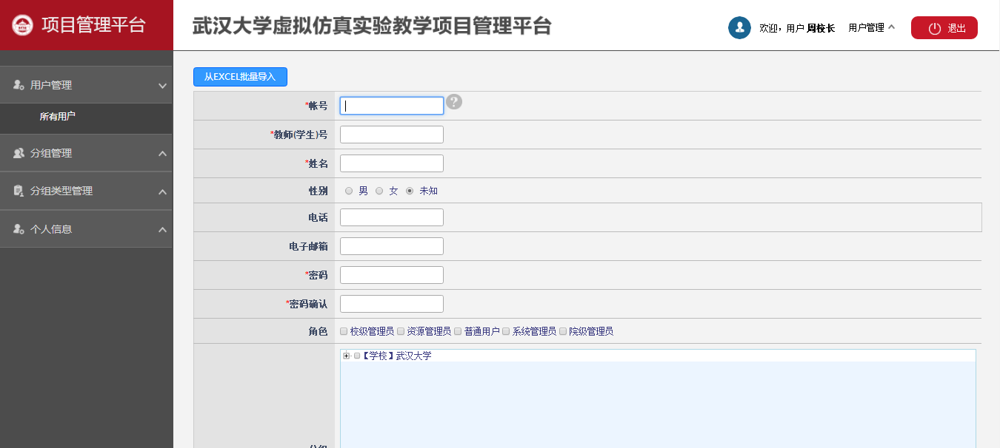 项目管理平台
武汉大学虚拟仿真实验教学项目管理平台
欢迎，用户 周校长 用户管理
退出
用户管理
所有用户
分组管理
分组类型管理
个人信息
从EXCEL批量导入
*帐号
?
*教师(学生)号
*姓名
性别 男 女 未知
电话
电子邮箱
*密码
*密码确认
角色 校级管理员 资源管理员 普通用户 系统管理员 院级管理员
【学校】武汉大学
分组